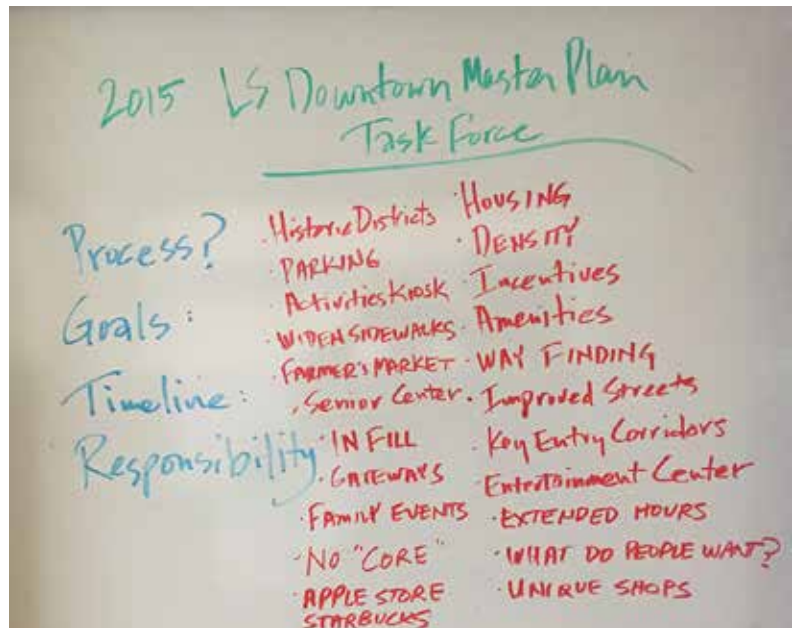 2015 LS Downtown Master Plan
Task Force
Process?
Goals:
Timeline:
Responsibility
· Historic Districts
· PARKING
· Activities Kiosk
· WIDEN SIDEWALKS
· FARMER'S MARKET
· Senior Center
· IN FILL
· GATEWAYS
· FAMILY EVENTS
· NO "CORE"
· APPLE STORE
STARBUCKS
· HOUSING
· DENSITY
· Incentives
· Amenities
· WAY FINDING
· Improved Streets
· Key Entry Corridors
· Entertainment Center
· EXTENDED HOURS
· WHAT DO PEOPLE WANT?
· UNIQUE SHOPS